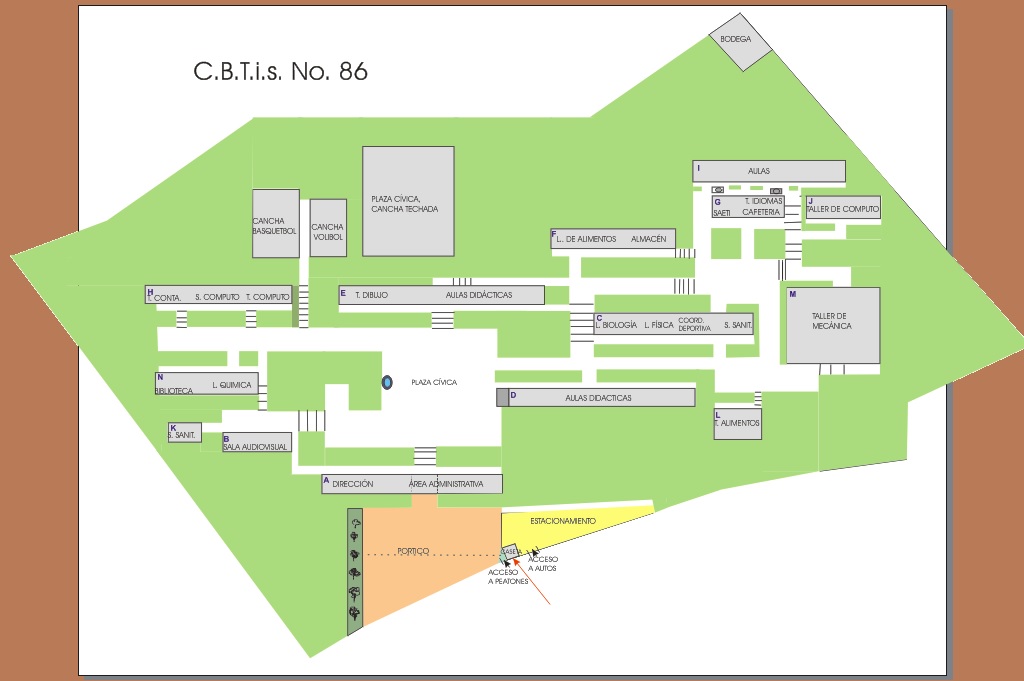 BODEGA
C.B.T.i.s. No. 86
I
AULAS
PLAZA CÍVICA,
CANCHA TECHADA
G
T. IDIOMAS
SAETI
CAFETERIA
J
TALLER DE COMPUTO
CANCHA
BASQUETBOL
CANCHA
VOLIBOL
F
L. DE ALIMENTOS
ALMACÉN
H
T. CONTA.
S. COMPUTO
T. COMPUTO
E
T. DIBUJO
AULAS DIDÁCTICAS
M
TALLER DE
MECÁNICA
C
L. BIOLOGÍA
L. FÍSICA
COORD.
DEPORTIVA
S. SANIT.
N
BIBLIOTECA
L. QUIMICA
PLAZA CÍVICA
D
AULAS DIDACTICAS
L
T. ALIMENTOS
K
S. SANIT.
B
SALA AUDIOVISUAL
A
DIRECCIÓN
ÁREA ADMINISTRATIVA
ESTACIONAMIENTO
PORTICO
CASETA
ACCESO
A AUTOS
ACCESO
A PEATONES